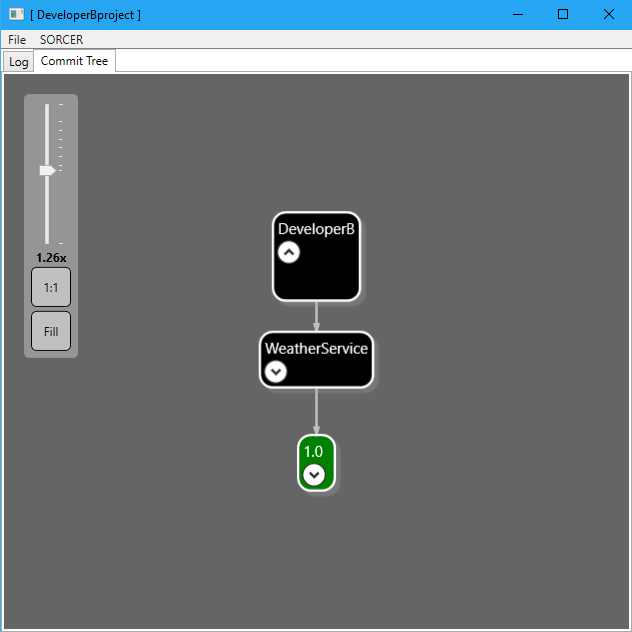 [ DeveloperBproject ]
File SORCER
Log Commit Tree
1.26x
1:1
Fill
DeveloperB
WeatherService
1.0